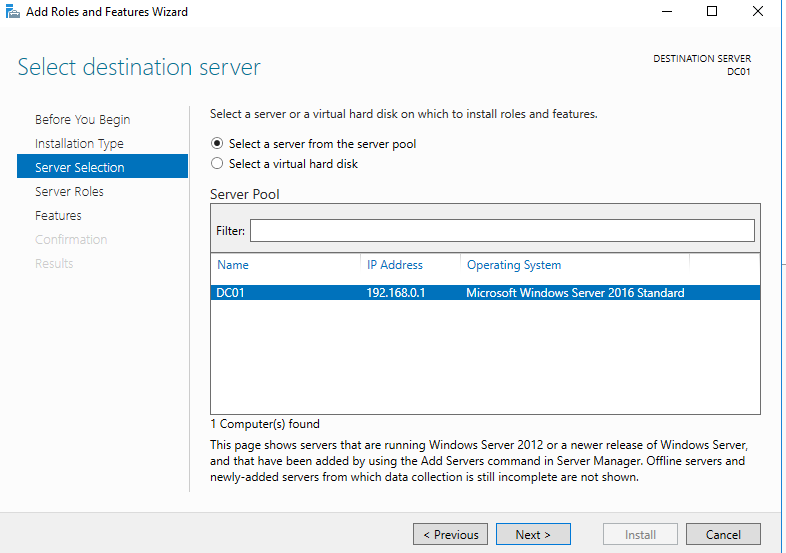 Add Roles and Features Wizard
Select destination server
DESTINATION SERVER
DC01
Before You Begin
Installation Type
Server Selection
Server Roles
Features
Confirmation
Results
Select a server or a virtual hard disk on which to install roles and features.
Select a server from the server pool
Select a virtual hard disk
Server Pool
Filter:
Name IP Address Operating System
DC01 192.168.0.1 Microsoft Windows Server 2016 Standard
1 Computer(s) found
This page shows servers that are running Windows Server 2012 or a newer release of Windows Server,
and that have been added by using the Add Servers command in Server Manager. Offline servers and
newly-added servers from which data collection is still incomplete are not shown.
< Previous Next > Install Cancel